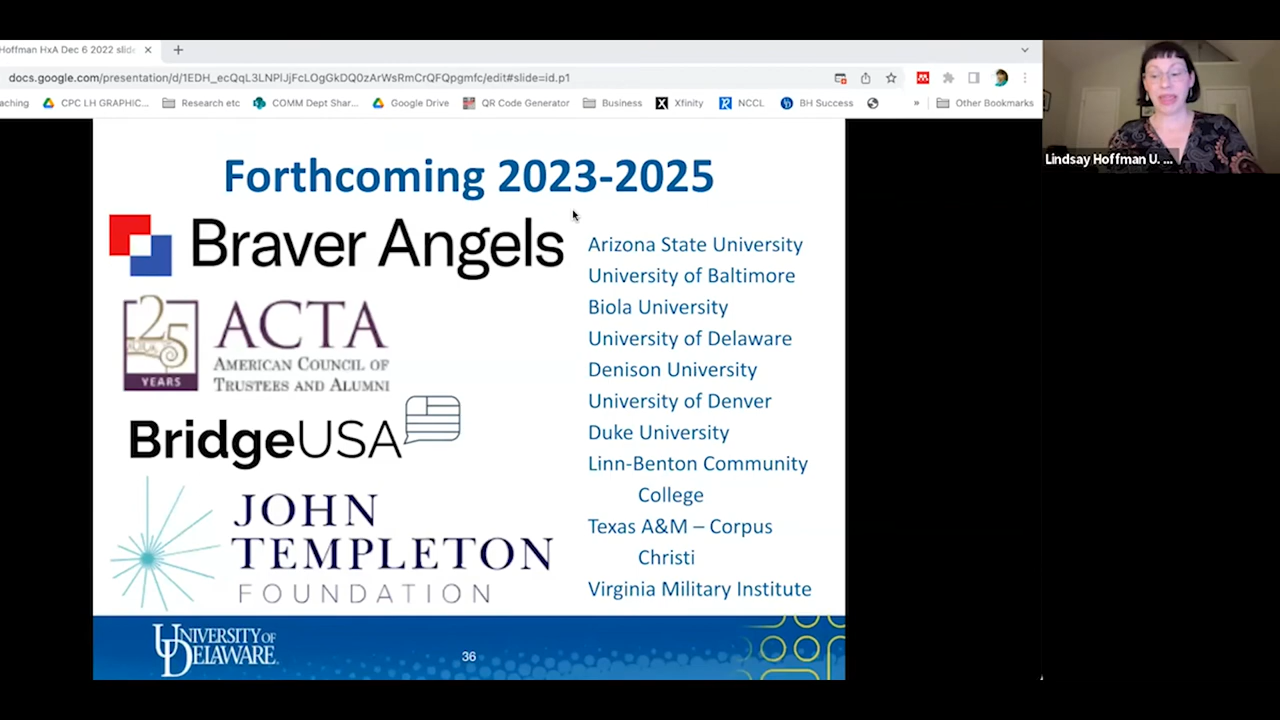 Hoffman HxA Dec 6 2022 slide
docs.google.com/presentation/d/1EDH_ecQqL3LNPIJjFcLOgGkDQ0zArWsRmCrQFQpgmfc/edit#slide=id.p1
aching
CPC LH GRAPHIC...
Research etc
COMM Dept Shar...
Google Drive
QR Code Generator
Business
Xfinity
NCCL
BH Success
»
Other Bookmarks
Lindsay Hoffman U. ...
Forthcoming 2023-2025
Braver Angels
25
YEARS
ACTA
AMERICAN COUNCIL OF
TRUSTEES AND ALUMNI
BridgeUSA
JOHN
TEMPLETON
FOUNDATION
Arizona State University
University of Baltimore
Biola University
University of Delaware
Denison University
University of Denver
Duke University
Linn-Benton Community
College
Texas A&M – Corpus
Christi
Virginia Military Institute
UNIVERSITY OF
DELAWARE.
36